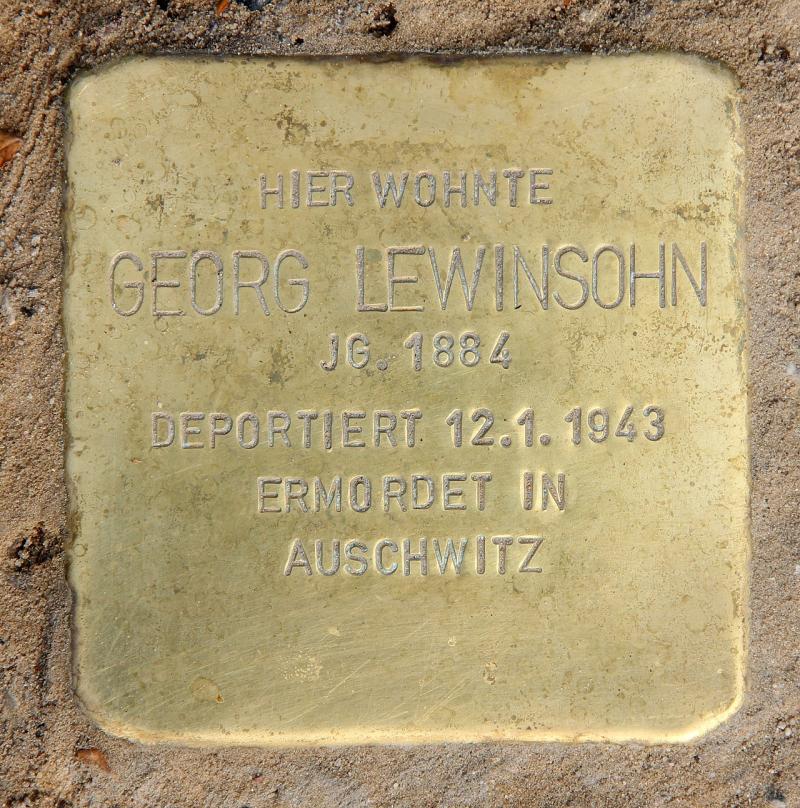 HIER WOHNTE
GEORG LEWINSOHN
JG. 1884
DEPORTIERT 12.1.1943
ERMORDET IN
AUSCHWITZ